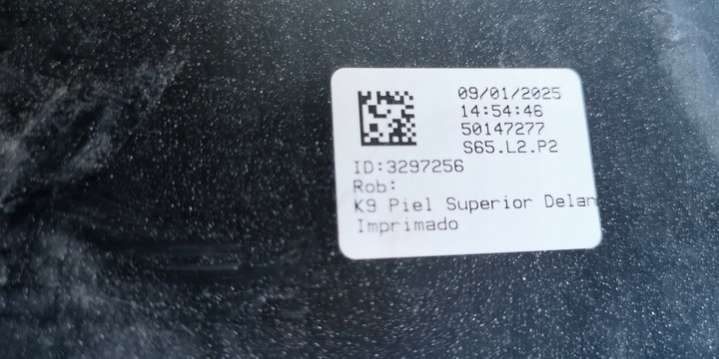 09/01/2025
14:54:46
50147277
S65.L2.P2
ID:3297256
Rob:
K9 Piel Superior Delan
Imprimado